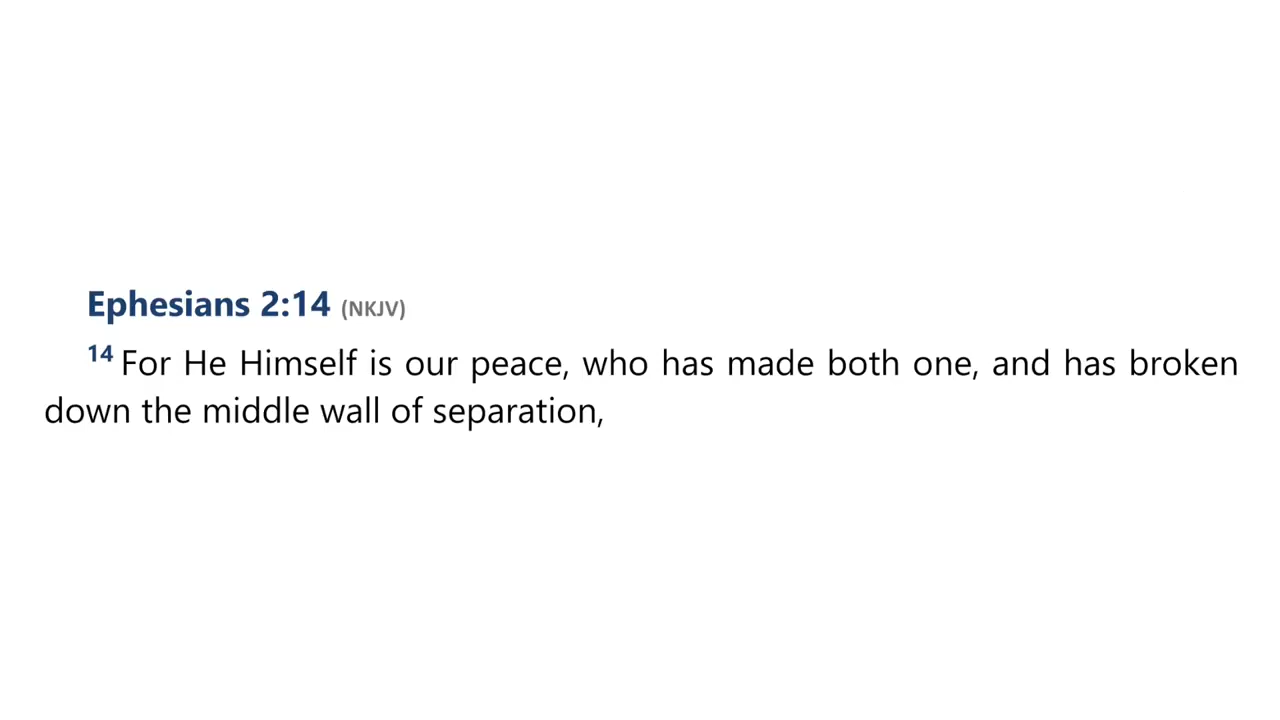 Ephesians 2:14 (NKJV)
14 For He Himself is our peace, who has made both one, and has broken
down the middle wall of separation,